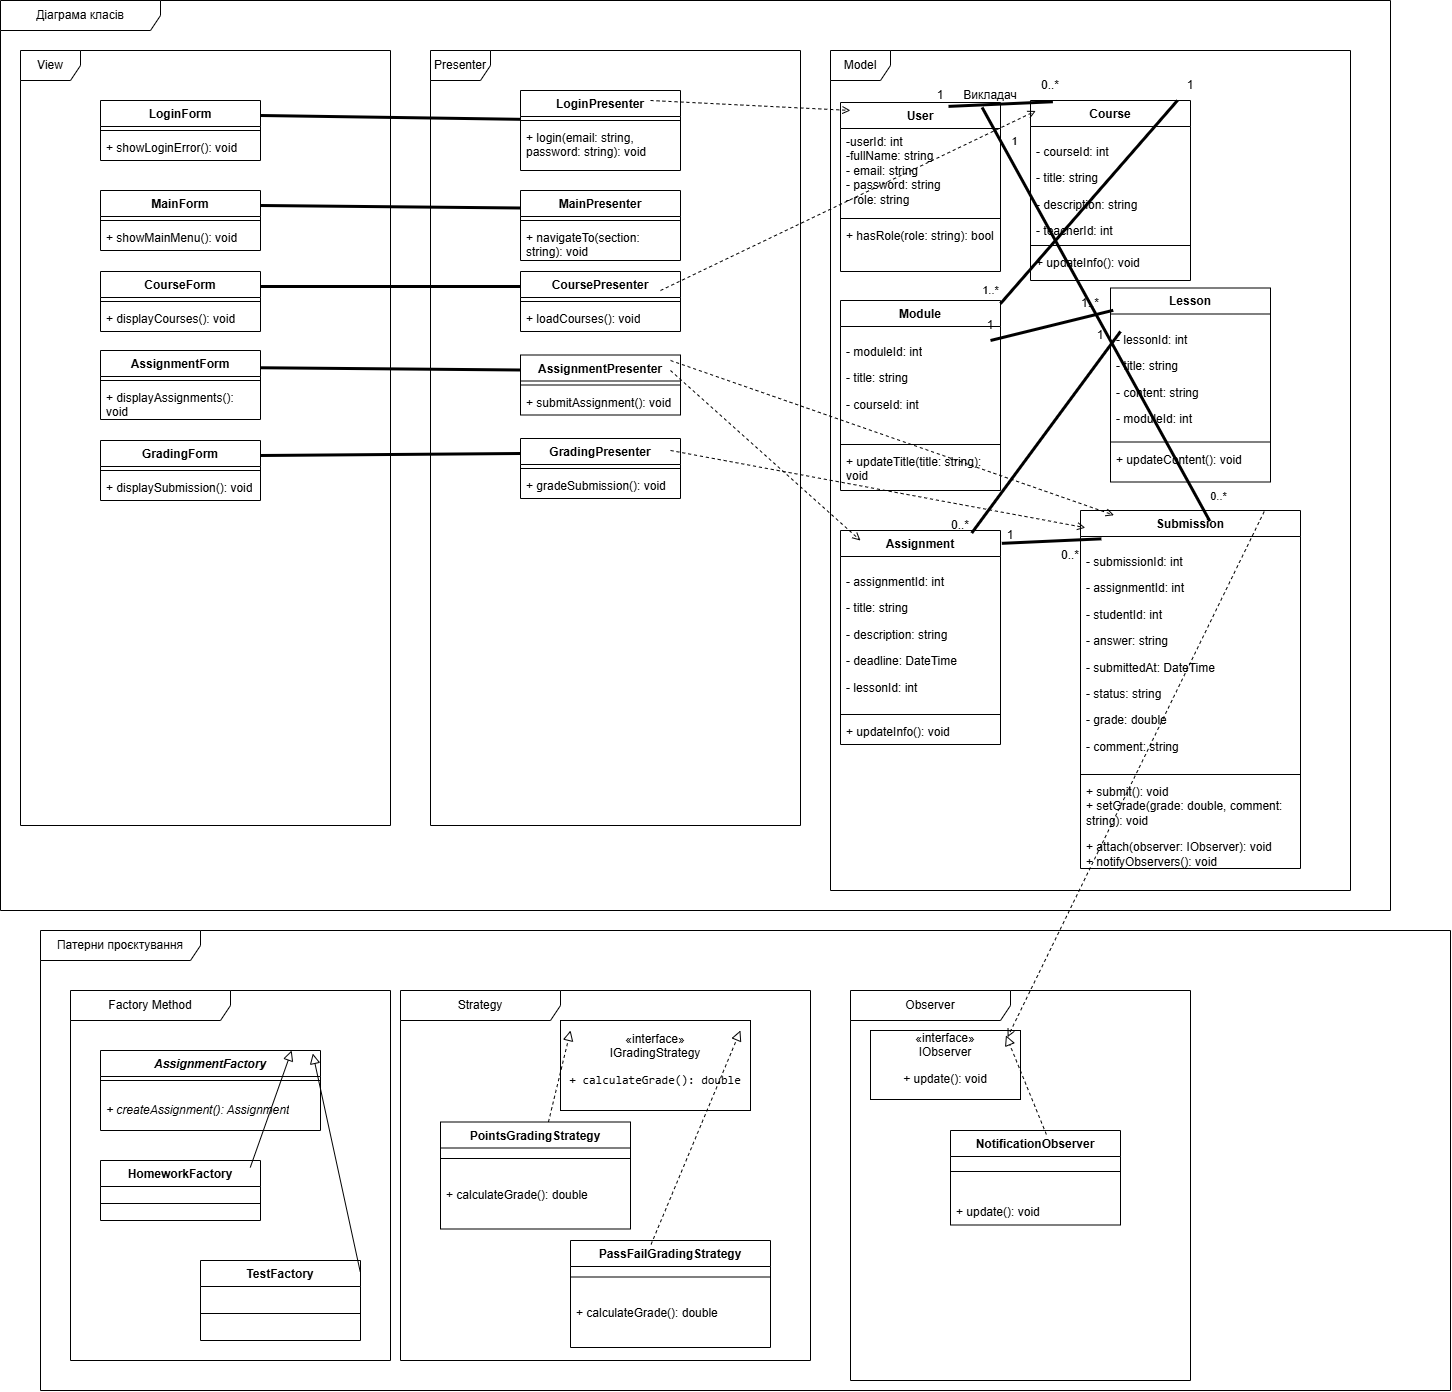 Діаграма класів
View
LoginForm
+ showLoginError(): void
MainForm
+ showMainMenu(): void
CourseForm
+ displayCourses(): void
AssignmentForm
+ displayAssignments():
void
GradingForm
+ displaySubmission(): void
Presenter
LoginPresenter
+ login(email: string,
password: string): void
MainPresenter
+ navigateTo(section:
string): void
CoursePresenter
+ loadCourses(): void
AssignmentPresenter
+ submitAssignment(): void
GradingPresenter
+ gradeSubmission(): void
Model
1
Викладач
0..*
1
User
-userId: int
-fullName: string
- email: string
- password: string
- role: string
+ hasRole(role: string): bool
1
Course
- courseId: int
- title: string
- description: string
- teacherId: int
+ updateInfo(): void
1..*
Module
1
- moduleId: int
- title: string
- courseId: int
+ updateTitle(title: string):
void
1..*
Lesson
1
- lessonId: int
- title: string
- content: string
- moduleId: int
+ updateContent(): void
0..*
0..*
Assignment
1
0..*
- assignmentId: int
- title: string
- description: string
- deadline: DateTime
- lessonId: int
+ updateInfo(): void
Submission
- submissionId: int
- assignmentId: int
- studentId: int
- answer: string
- submittedAt: DateTime
- status: string
- grade: double
- comment: string
+ submit(): void
+ setGrade(grade: double, comment:
string): void
+ attach(observer: IObserver): void
+ notifyObservers(): void
Патерни проєктування
Factory Method
AssignmentFactory
+ createAssignment(): Assignment
HomeworkFactory
TestFactory
Strategy
«interface»
IGradingStrategy
+ calculateGrade(): double
PointsGradingStrategy
+ calculateGrade(): double
PassFailGradingStrategy
+ calculateGrade(): double
Observer
«interface»
IObserver
+ update(): void
NotificationObserver
+ update(): void